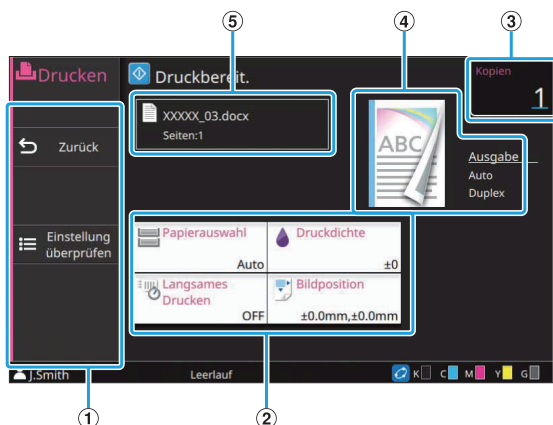 5
4
3
Drucken
Druckbereit.
Kopien
1
XXXXX_03.docx
Seiten:1
ABC
Zurück
Ausgabe
Auto
Duplex
Einstellung
überprüfen
Papierauswahl
Auto
Druckdichte
±0
Langsames
Drucken
OFF
Bildposition
±0.0mm,±0.0mm
J.Smith
Leerlauf
K C M Y G
1
2